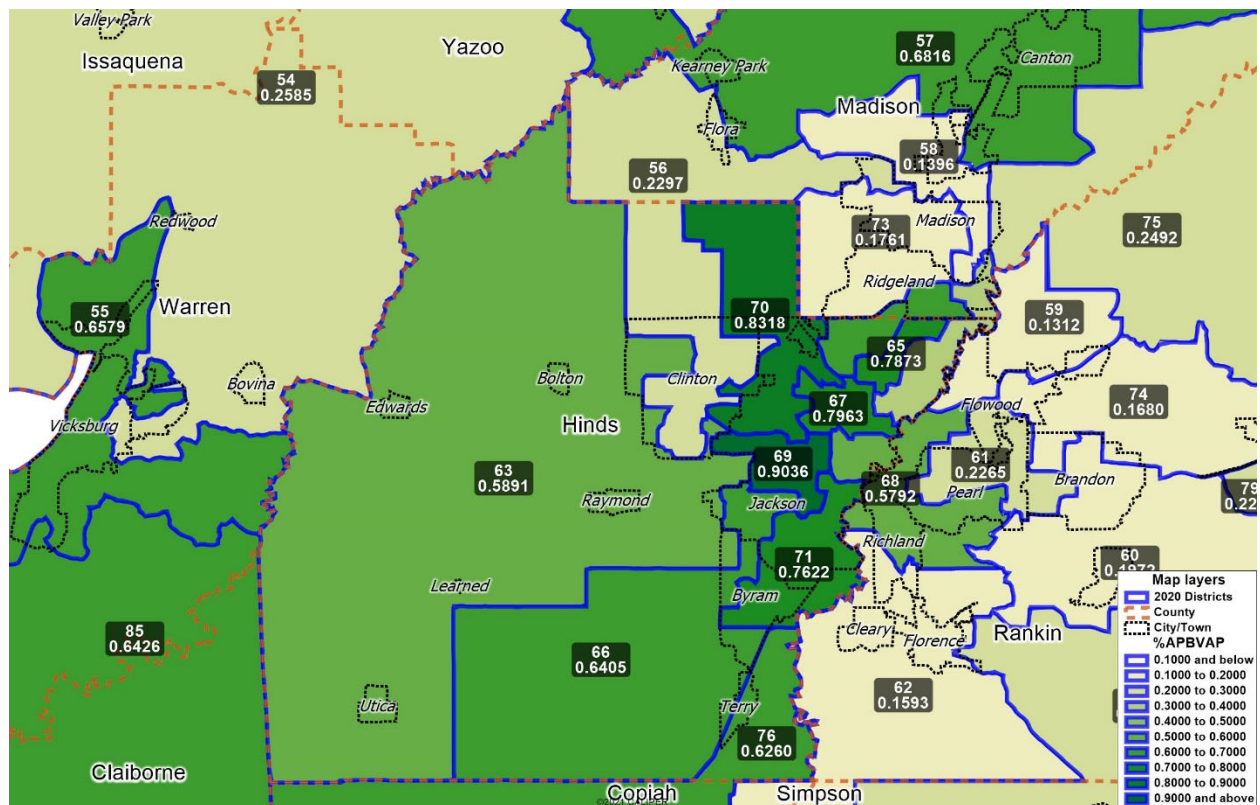 Valley Park
Issaquena
Yazoo
54
0.2585
57
0.6816
Canton
Kearney Park
Madison
Flora
58
0.1396
56
0.2297
Redwood
73
0.1761
Madison
75
0.2492
Ridgeland
55
0.6579
Warren
70
0.8318
59
0.1312
65
0.7873
Bovina
Bolton
Clinton
Edwards
67
0.7963
Flowood
74
0.1680
Vicksburg
Hinds
69
0.9036
61
0.2265
63
0.5891
68
0.5792
Brandon
Pearl
Raymond
Jackson
79
0.22
Richland
71
0.7622
60
0.1972
Learned
Byram
85
0.6426
Cleary
Florence
Rankin
66
0.6405
62
0.1593
Utica
Terry
76
0.6260
Claiborne
Copiah
Simpson
Map layers
2020 Districts
County
City/Town
%APBVAP
0.1000 and below
0.1000 to 0.2000
0.2000 to 0.3000
0.3000 to 0.4000
0.4000 to 0.5000
0.5000 to 0.6000
0.6000 to 0.7000
0.7000 to 0.8000
0.8000 to 0.9000
0.9000 and above